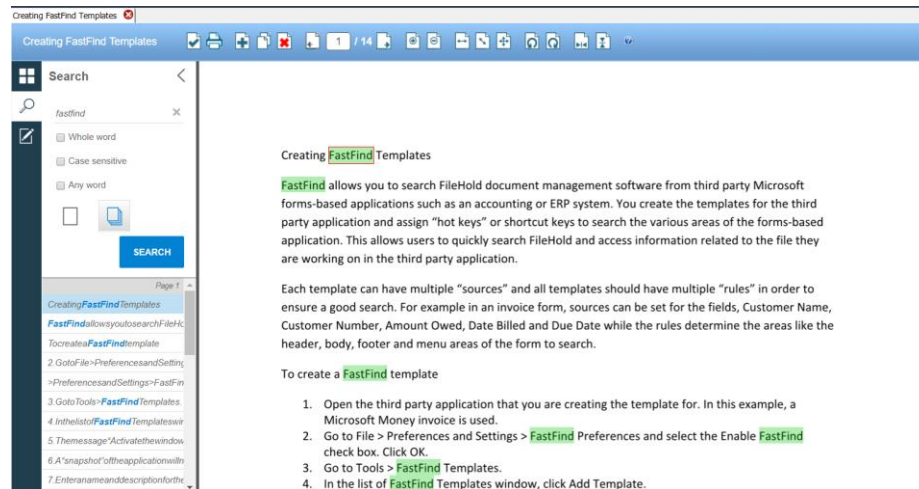 Creating FastFind Templates
Creating FastFind Templates
1 / 14
Search
fastfind
Whole word
Case sensitive
Any word
SEARCH
Page 1
CreatingFastFindTemplates
FastFindallowsyoutosearchFileHc
TocreateaFastFindtemplate
2.GotoFile>PreferencesandSetting
>PreferencesandSettings>FastFin
3.GotoTools>FastFindTemplates.
4.InthelistofFastFindTemplateswir
5.Themessage"Activatethewindow
6.A"snapshot"oftheapplicationwilln
7.Enteranameanddescriptionforthe
Creating FastFind Templates
FastFind allows you to search FileHold document management software from third party Microsoft
forms-based applications such as an accounting or ERP system. You create the templates for the third
party application and assign “hot keys” or shortcut keys to search the various areas of the forms-based
application. This allows users to quickly search FileHold and access information related to the file they
are working on in the third party application.
Each template can have multiple “sources” and all templates should have multiple “rules” in order to
ensure a good search. For example in an invoice form, sources can be set for the fields, Customer Name,
Customer Number, Amount Owed, Date Billed and Due Date while the rules determine the areas like the
header, body, footer and menu areas of the form to search.
To create a FastFind template
1. Open the third party application that you are creating the template for. In this example, a
Microsoft Money invoice is used.
2. Go to File > Preferences and Settings > FastFind Preferences and select the Enable FastFind
check box. Click OK.
3. Go to Tools > FastFind Templates.
4. In the list of FastFind Templates window, click Add Template.